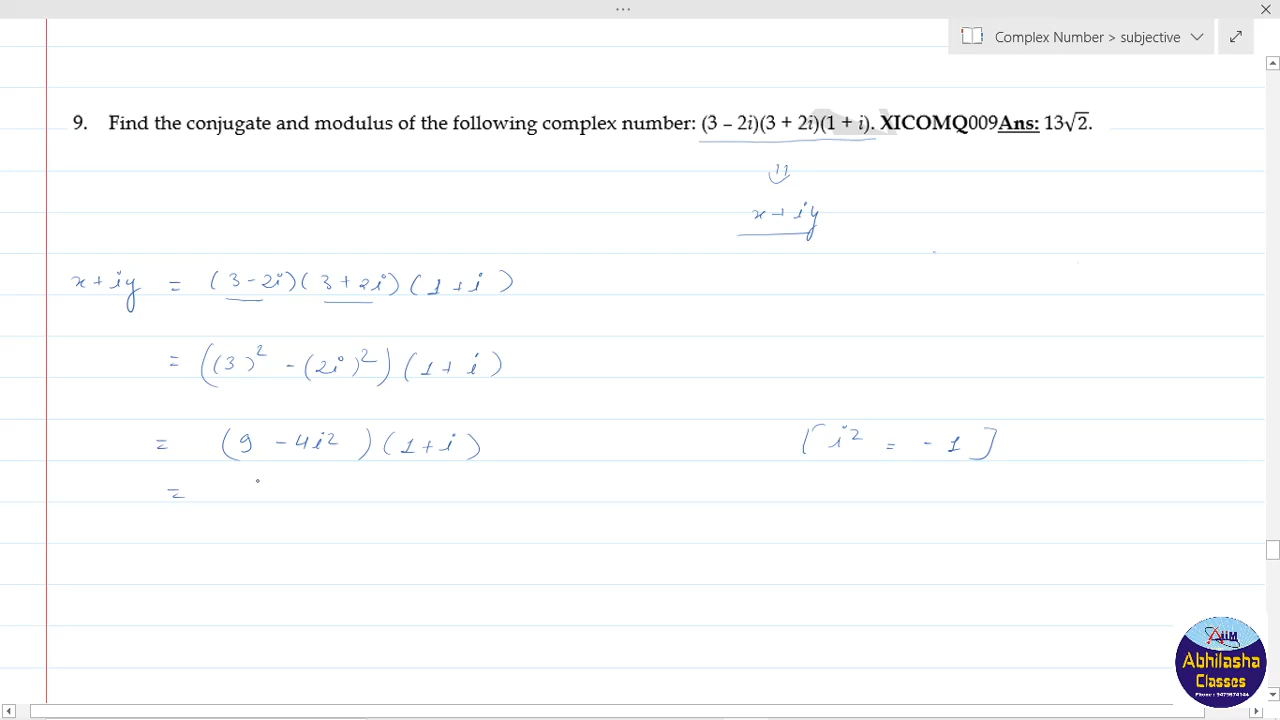 Complex Number > subjective
9. Find the conjugate and modulus of the following complex number: (3 – 2i)(3 + 2i)(1 + i). XICOMQ009Ans: 13√2.
x + iy
x + iy = (3 - 2i)(3 + 2i)(1 + i)
= ((3)² - (2i)²)(1 + i)
= (9 - 4i²)(1 + i) [i² = -1]
=
AIIM
Abhilasha
Classes